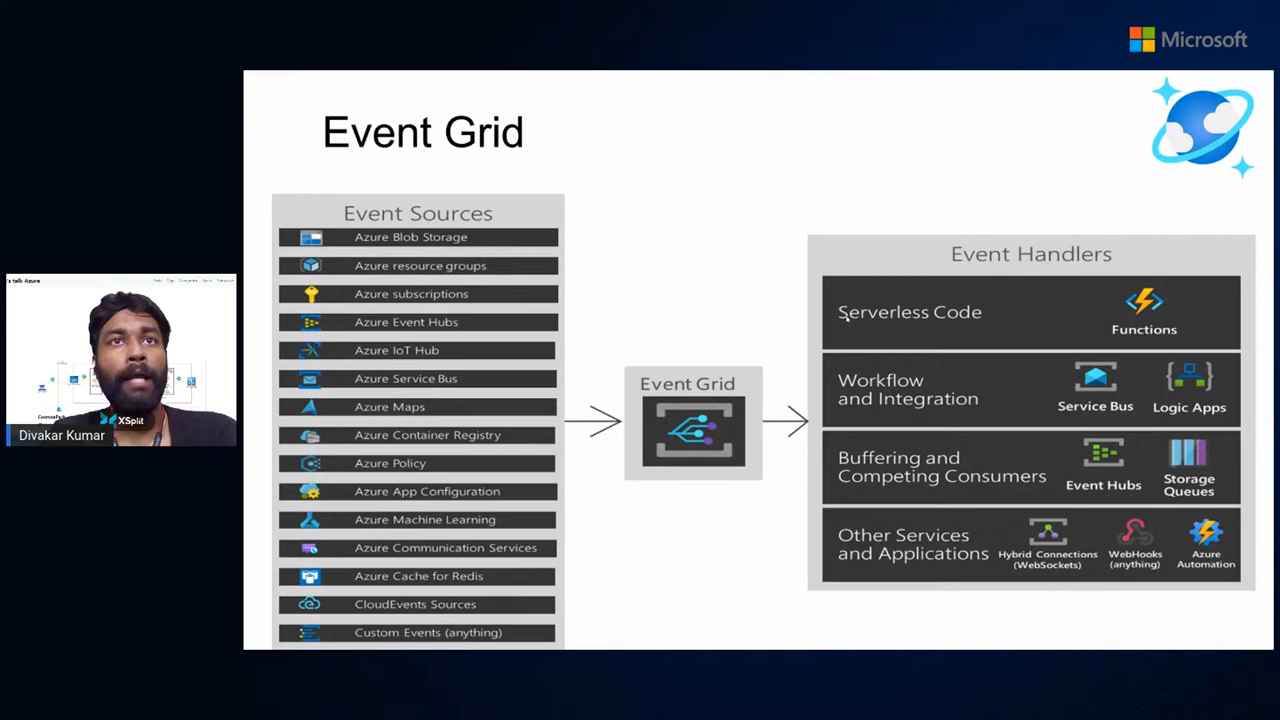 Microsoft
Event Grid
Event Sources
Azure Blob Storage
Azure resource groups
Azure subscriptions
Azure Event Hubs
Azure IoT Hub
Azure Service Bus
Azure Maps
Azure Container Registry
Azure Policy
Azure App Configuration
Azure Machine Learning
Azure Communication Services
Azure Cache for Redis
CloudEvents Sources
Custom Events (anything)
Event Grid
Event Handlers
Serverless Code
Functions
Workflow
and Integration
Service Bus
Logic Apps
Buffering and
Competing Consumers
Event Hubs
Storage
Queues
Other Services
and Applications
Hybrid Connections
(WebSockets)
WebHooks
(anything)
Azure
Automation
talk Azure
XSplit
Divakar Kumar